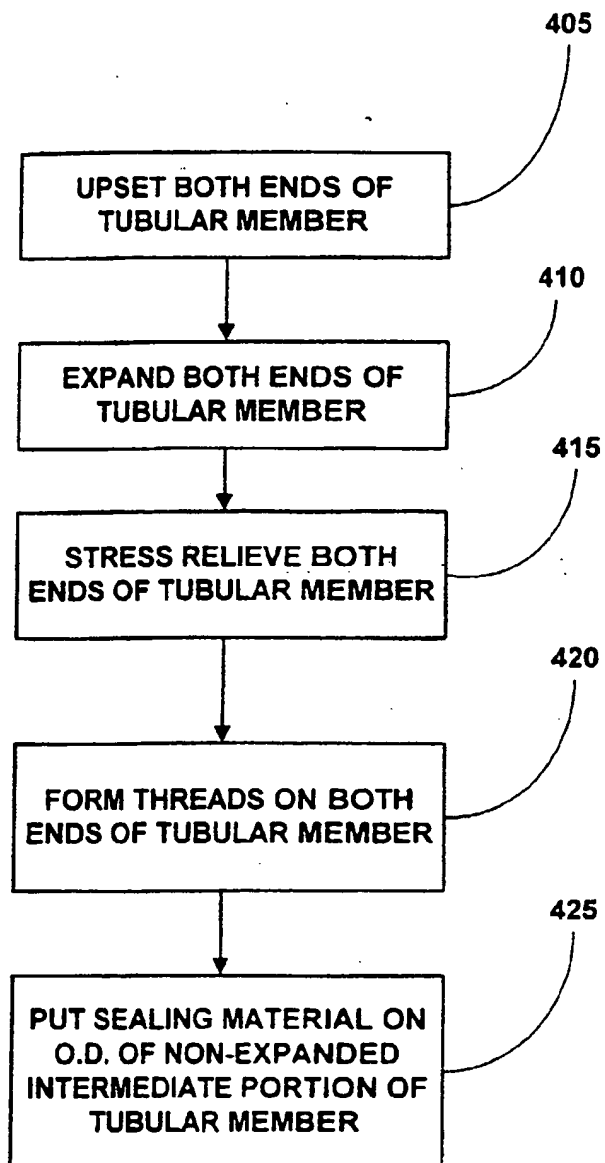 405
UPSET BOTH ENDS OF
TUBULAR MEMBER
410
EXPAND BOTH ENDS OF
TUBULAR MEMBER
415
STRESS RELIEVE BOTH
ENDS OF TUBULAR MEMBER
420
FORM THREADS ON BOTH
ENDS OF TUBULAR MEMBER
425
PUT SEALING MATERIAL ON
O.D. OF NON-EXPANDED
INTERMEDIATE PORTION OF
TUBULAR MEMBER